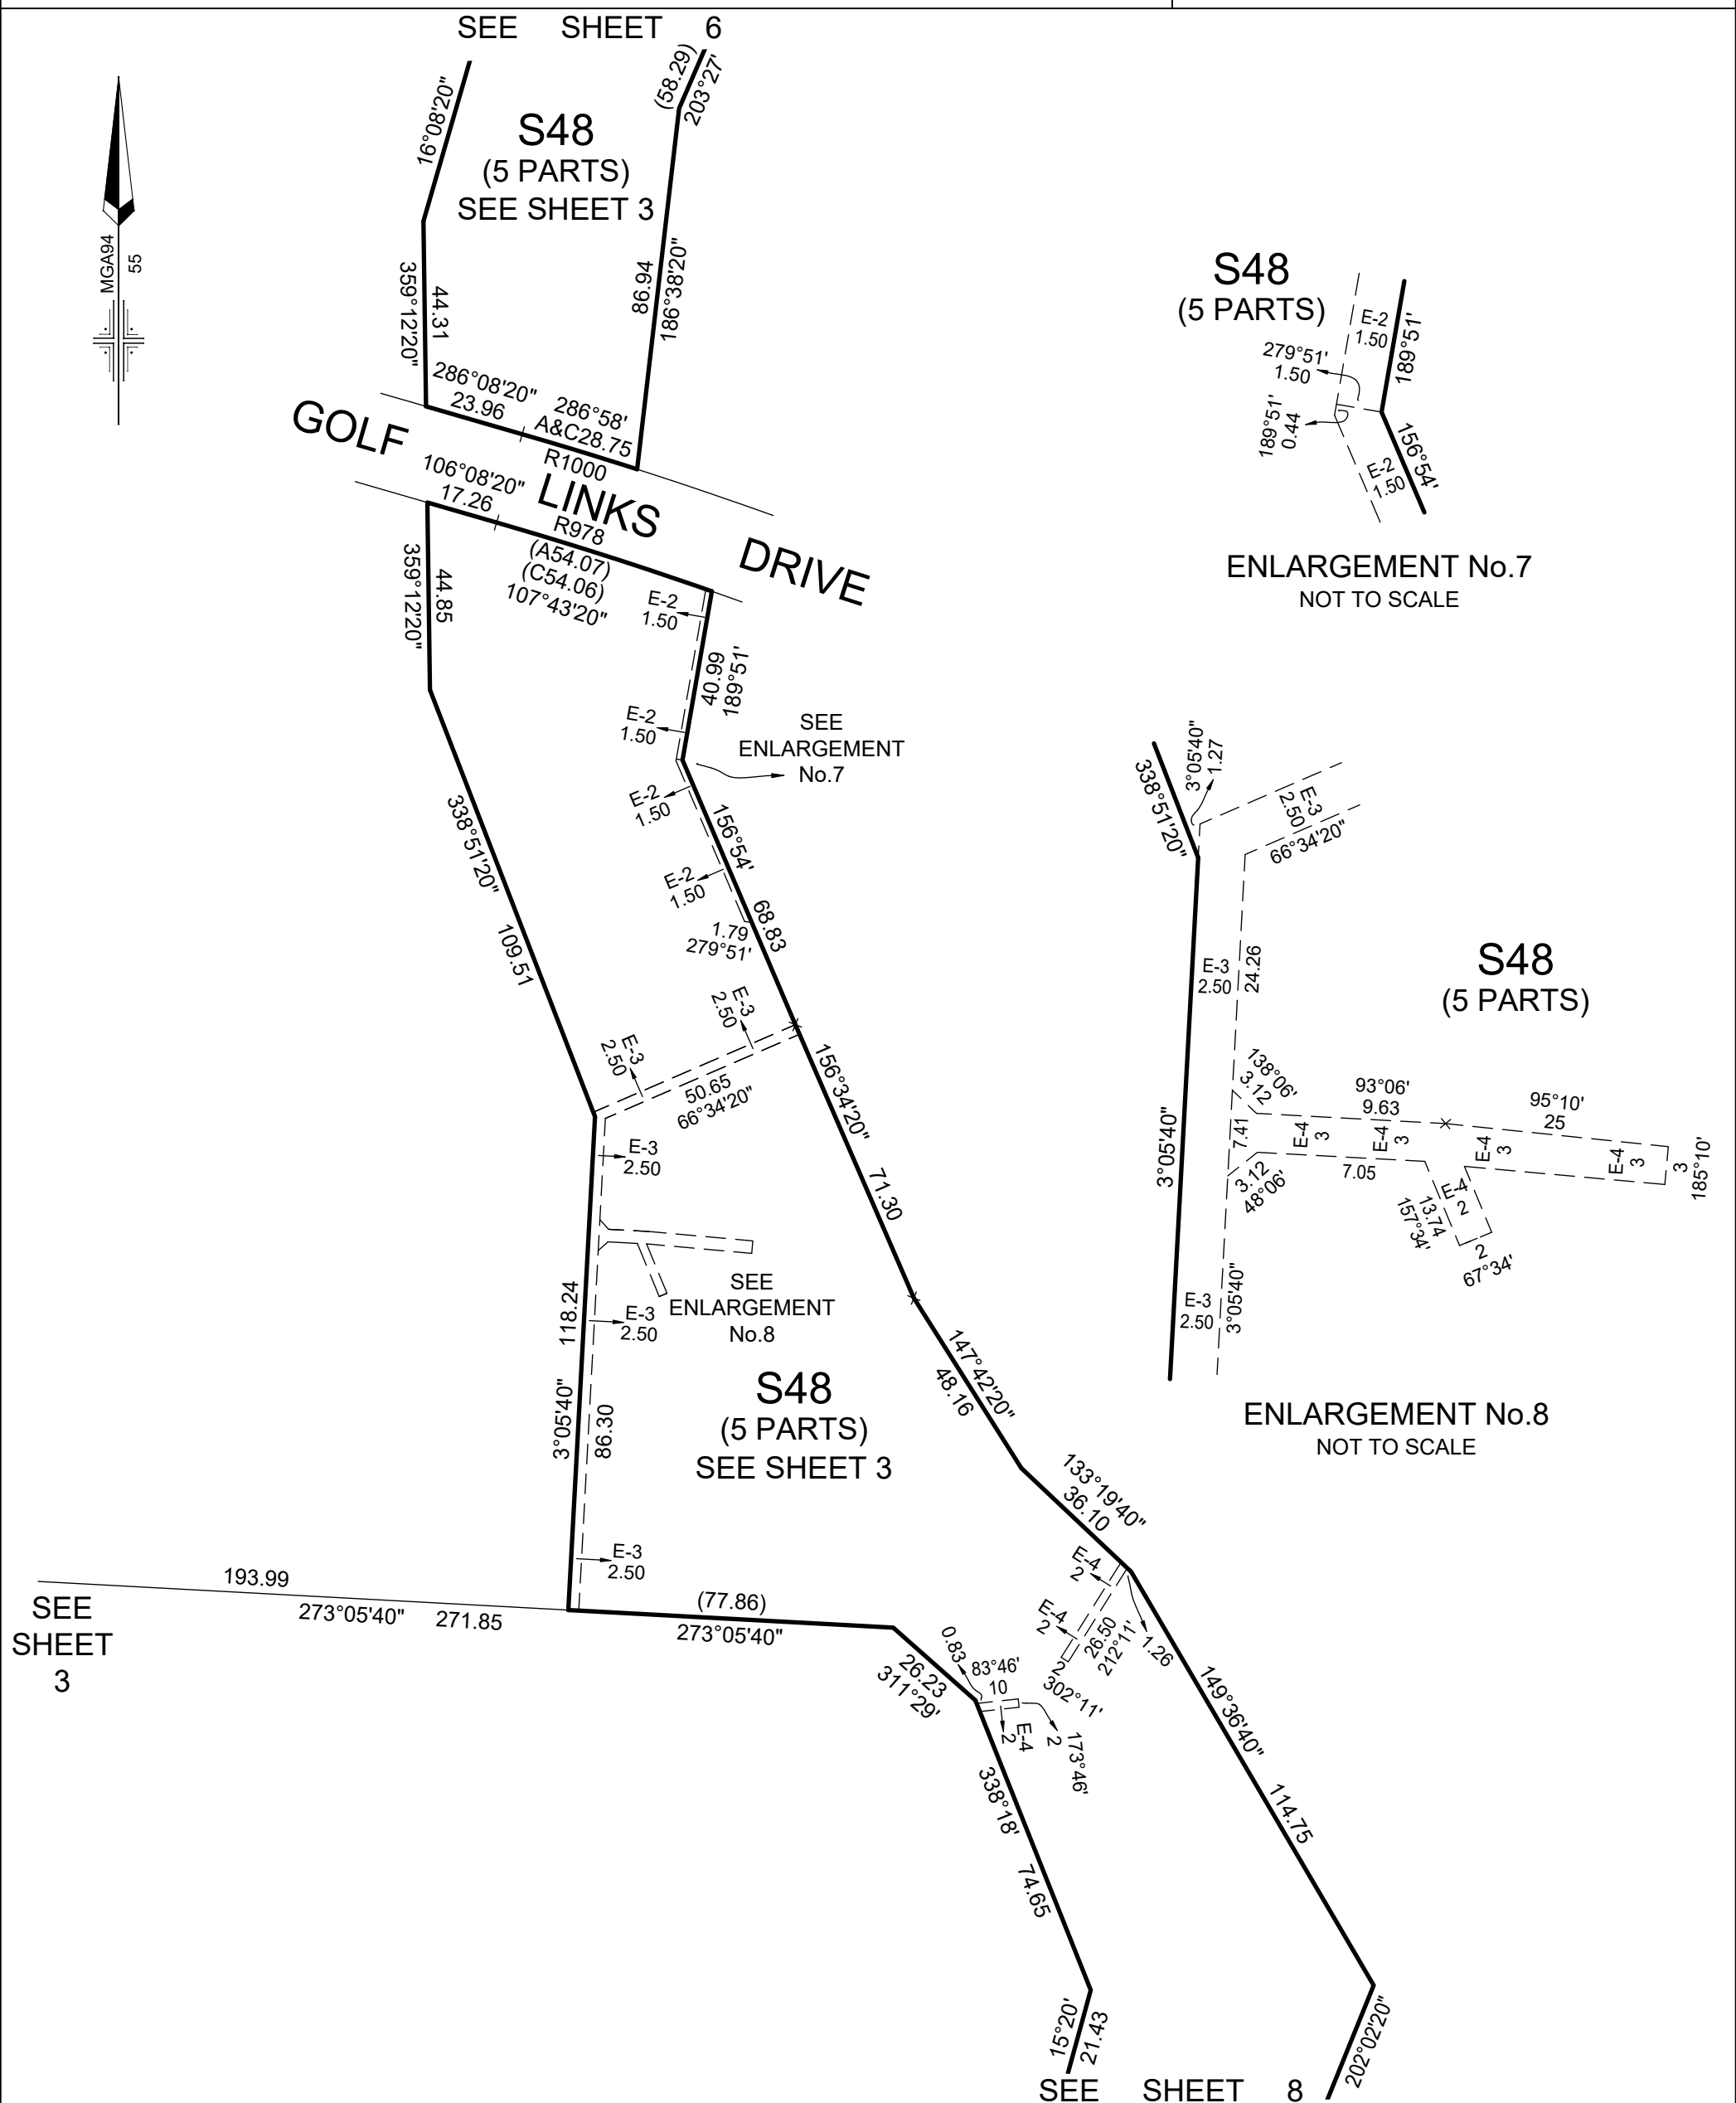 SEE SHEET 6
16°08'20"
(58.29)
203°27'
S48
(5 PARTS)
SEE SHEET 3
MGA94
55
359°12'20"
44.31
86.94
186°38'20"
286°08'20"
23.96
286°58'
A&C28.75
R1000
GOLF LINKS DRIVE
106°08'20"
17.26
R978
(A54.07)
(C54.06)
107°43'20"
359°12'20"
44.85
E-2
1.50
40.99
189°51'
E-2
1.50
SEE
ENLARGEMENT
No.7
E-2
1.50
156°54'
E-2
1.50
68.83
1.79
279°51'
338°51'20"
109.51
E-3
2.50
E-3
2.50
50.65
66°34'20"
156°34'20"
71.30
E-3
2.50
118.24
3°05'40"
E-3
2.50
SEE
ENLARGEMENT
No.8
86.30
S48
(5 PARTS)
SEE SHEET 3
147°42'20"
48.16
133°19'40"
36.10
E-3
2.50
193.99
273°05'40" 271.85
SEE
SHEET
3
(77.86)
273°05'40"
E-4
2
E-4
2
26.50
212°11'
1.26
2
302°11'
26.23
311°29'
0.83
83°46'
10
2
E-4
2
173°46'
149°36'40"
114.75
338°18'
74.65
15°20'
21.43
202°02'20"
SEE SHEET 8
S48
(5 PARTS)
E-2
1.50
189°51'
279°51'
1.50
189°51'
0.44
156°54'
E-2
1.50
ENLARGEMENT No.7
NOT TO SCALE
338°51'20"
3°05'40"
1.27
E-3
2.50
66°34'20"
E-3
2.50
24.26
S48
(5 PARTS)
138°06'
3.12
93°06'
9.63
95°10'
25
7.41
E-4
3
E-4
3
E-4
3
E-4
3
3
185°10'
3.12
48°06'
7.05
E-4
2
13.74
157°34'
2
67°34'
3°05'40"
E-3
2.50
3°05'40"
ENLARGEMENT No.8
NOT TO SCALE